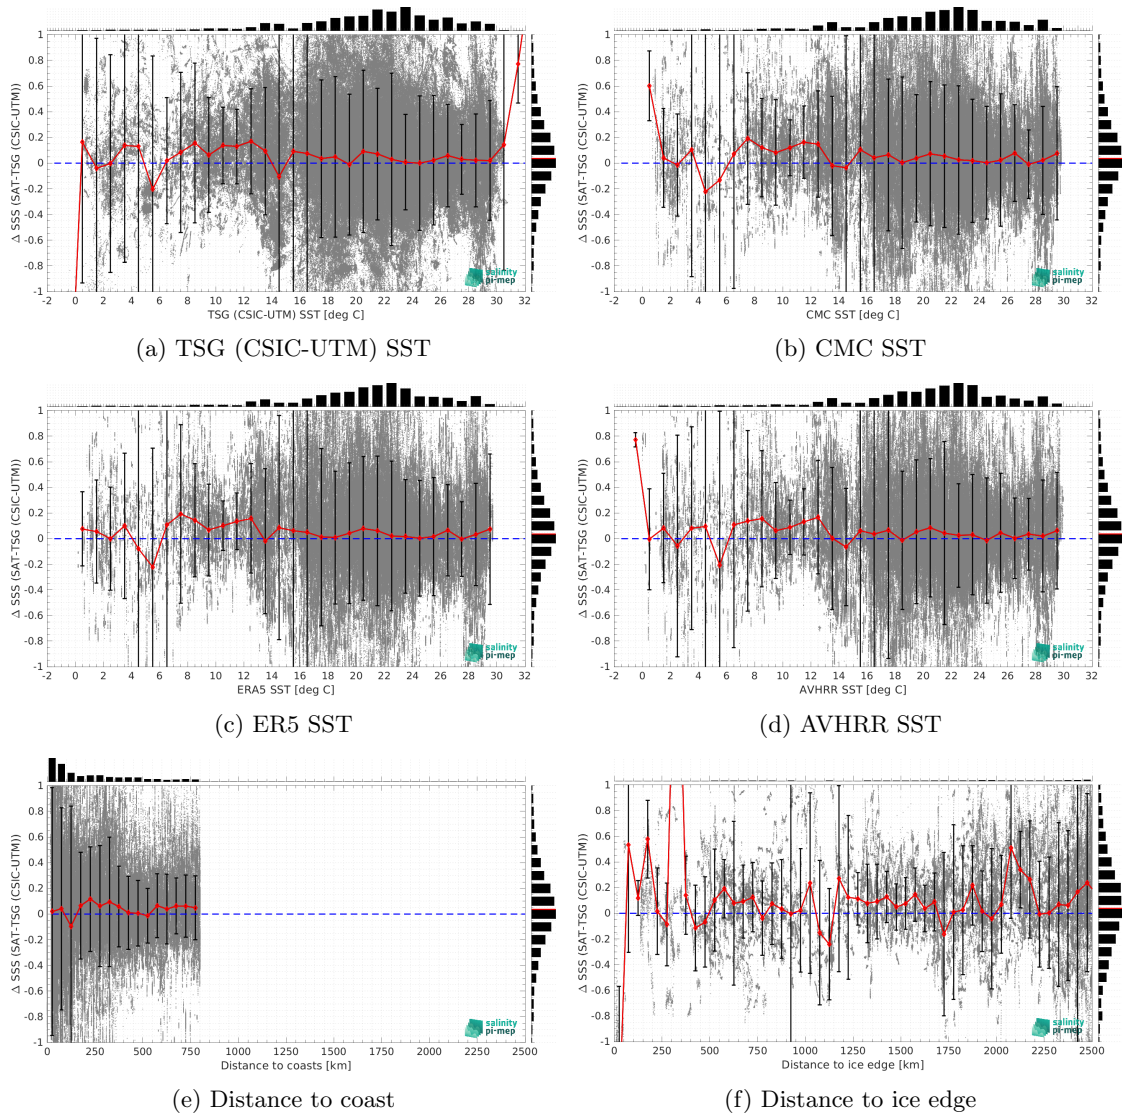 1
0.8
0.6
0.4
0.2
0
-0.2
-0.4
-0.6
-0.8
-1
Δ SSS (SAT-TSG (CSIC-UTM))
-2 0 2 4 6 8 10 12 14 16 18 20 22 24 26 28 30 32
TSG (CSIC-UTM) SST [deg C]
salinity
pi-mep
(a) TSG (CSIC-UTM) SST
1
0.8
0.6
0.4
0.2
0
-0.2
-0.4
-0.6
-0.8
-1
Δ SSS (SAT-TSG (CSIC-UTM))
-2 0 2 4 6 8 10 12 14 16 18 20 22 24 26 28 30 32
CMC SST [deg C]
salinity
pi-mep
(b) CMC SST
1
0.8
0.6
0.4
0.2
0
-0.2
-0.4
-0.6
-0.8
-1
Δ SSS (SAT-TSG (CSIC-UTM))
-2 0 2 4 6 8 10 12 14 16 18 20 22 24 26 28 30 32
ERA5 SST [deg C]
salinity
pi-mep
(c) ER5 SST
1
0.8
0.6
0.4
0.2
0
-0.2
-0.4
-0.6
-0.8
-1
Δ SSS (SAT-TSG (CSIC-UTM))
-2 0 2 4 6 8 10 12 14 16 18 20 22 24 26 28 30 32
AVHRR SST [deg C]
salinity
pi-mep
(d) AVHRR SST
1
0.8
0.6
0.4
0.2
0
-0.2
-0.4
-0.6
-0.8
-1
Δ SSS (SAT-TSG (CSIC-UTM))
0 250 500 750 1000 1250 1500 1750 2000 2250 2500
Distance to coasts [km]
salinity
pi-mep
(e) Distance to coast
1
0.8
0.6
0.4
0.2
0
-0.2
-0.4
-0.6
-0.8
-1
Δ SSS (SAT-TSG (CSIC-UTM))
0 250 500 750 1000 1250 1500 1750 2000 2250 2500
Distance to ice edge [km]
salinity
pi-mep
(f) Distance to ice edge